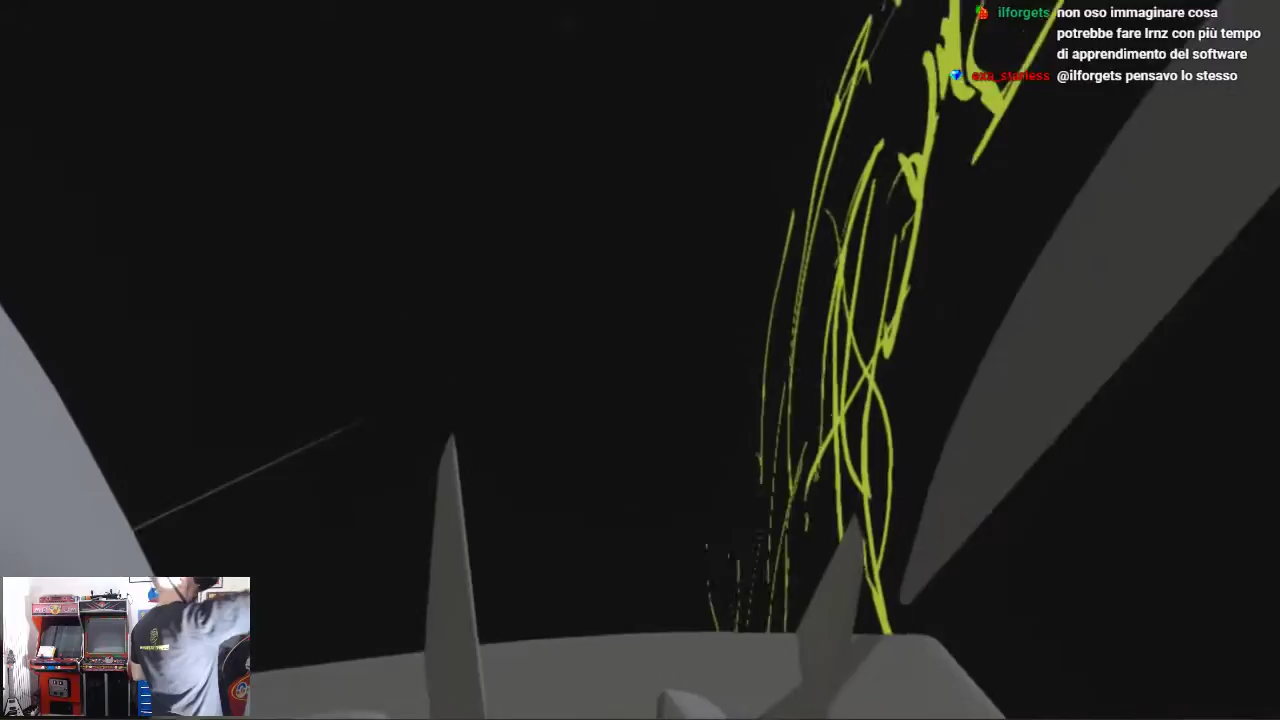 ilforgets non oso immaginare cosa
potrebbe fare lrnz con più tempo
di apprendimento del software
exa_starless @ilforgets pensavo lo stesso